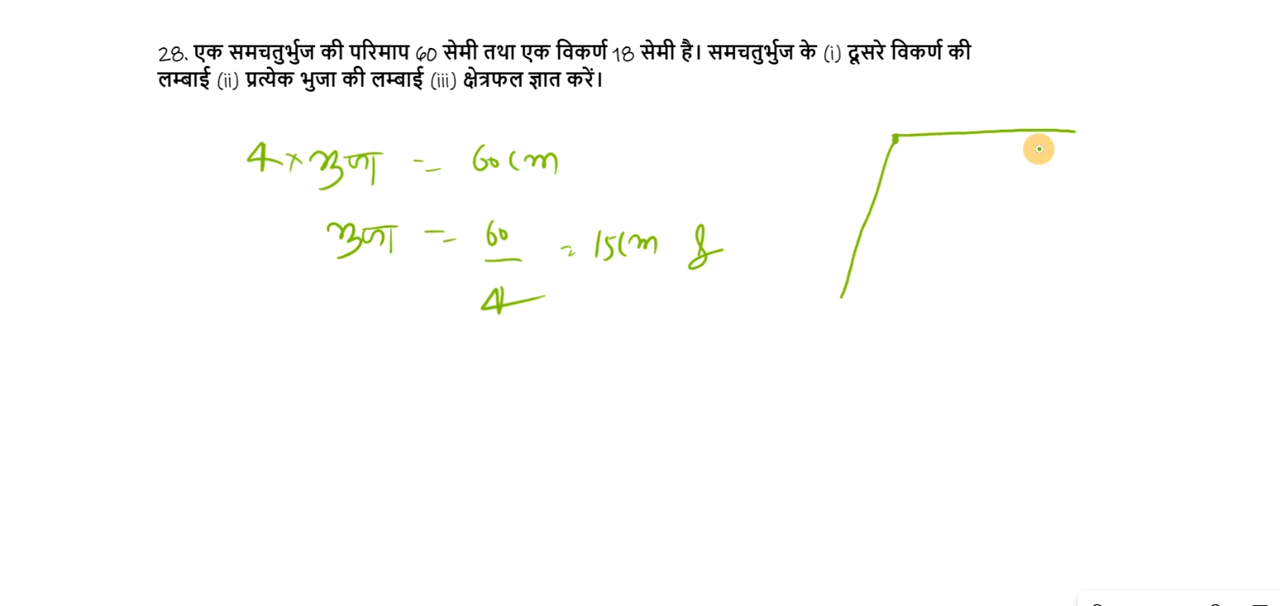 28. एक समचतुर्भुज की परिमाप 60 सेमी तथा एक विकर्ण 18 सेमी है। समचतुर्भुज के (i) दूसरे विकर्ण की
लम्बाई (ii) प्रत्येक भुजा की लम्बाई (iii) क्षेत्रफल ज्ञात करें।
4 × भुजा = 60 cm
भुजा = 60/4 = 15 cm